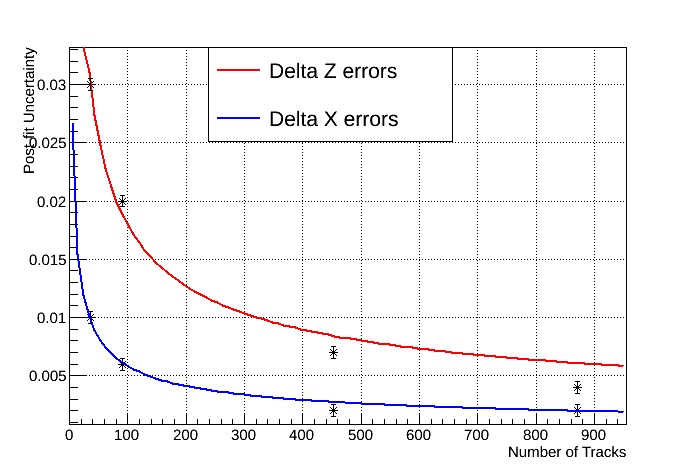 Post-fit Uncertainty
Delta Z errors
Delta X errors
0.03
0.025
0.02
0.015
0.01
0.005
0 100 200 300 400 500 600 700 800 900
Number of Tracks